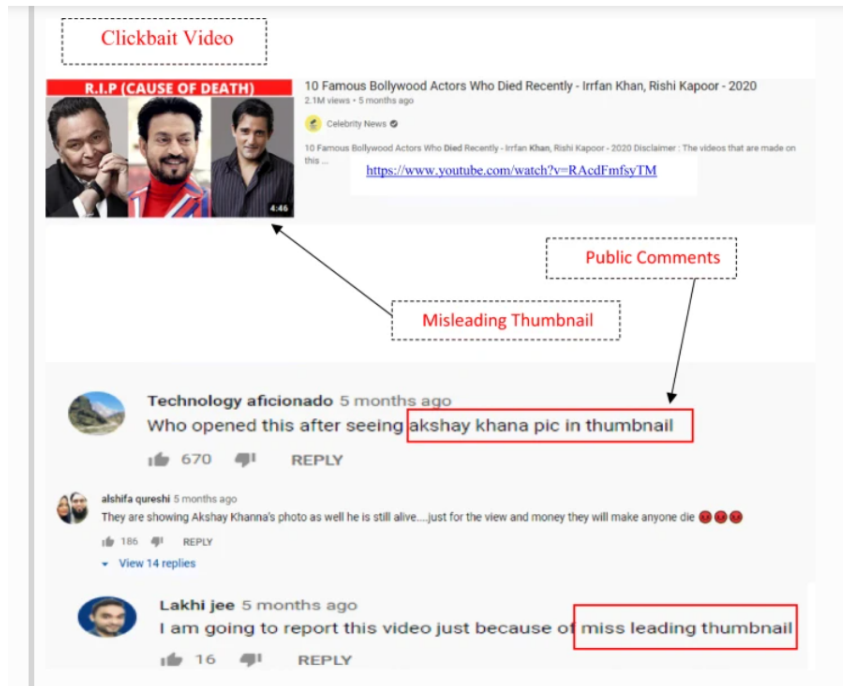 Clickbait Video
R.I.P (CAUSE OF DEATH)
4:46
10 Famous Bollywood Actors Who Died Recently - Irrfan Khan, Rishi Kapoor - 2020
2.1M views • 5 months ago
Celebrity News
10 Famous Bollywood Actors Who Died Recently - Irrfan Khan, Rishi Kapoor - 2020 Disclaimer : The videos that are made on
this ...
https://www.youtube.com/watch?v=RAcdFmfsyTM
Public Comments
Misleading Thumbnail
Technology aficionado 5 months ago
Who opened this after seeing akshay khana pic in thumbnail
670 REPLY
alshifa qureshi 5 months ago
They are showing Akshay Khanna's photo as well he is still alive....just for the view and money they will make anyone die 😡😡😡
186 REPLY
View 14 replies
Lakhi jee 5 months ago
I am going to report this video just because of miss leading thumbnail
16 REPLY